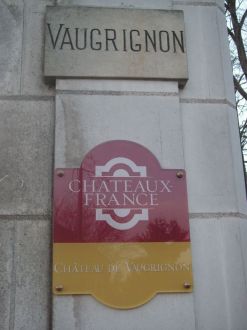 VAUGRIGNON
CHATEAUX-
FRANCE
CHÂTEAU DE VAUGRIGNON